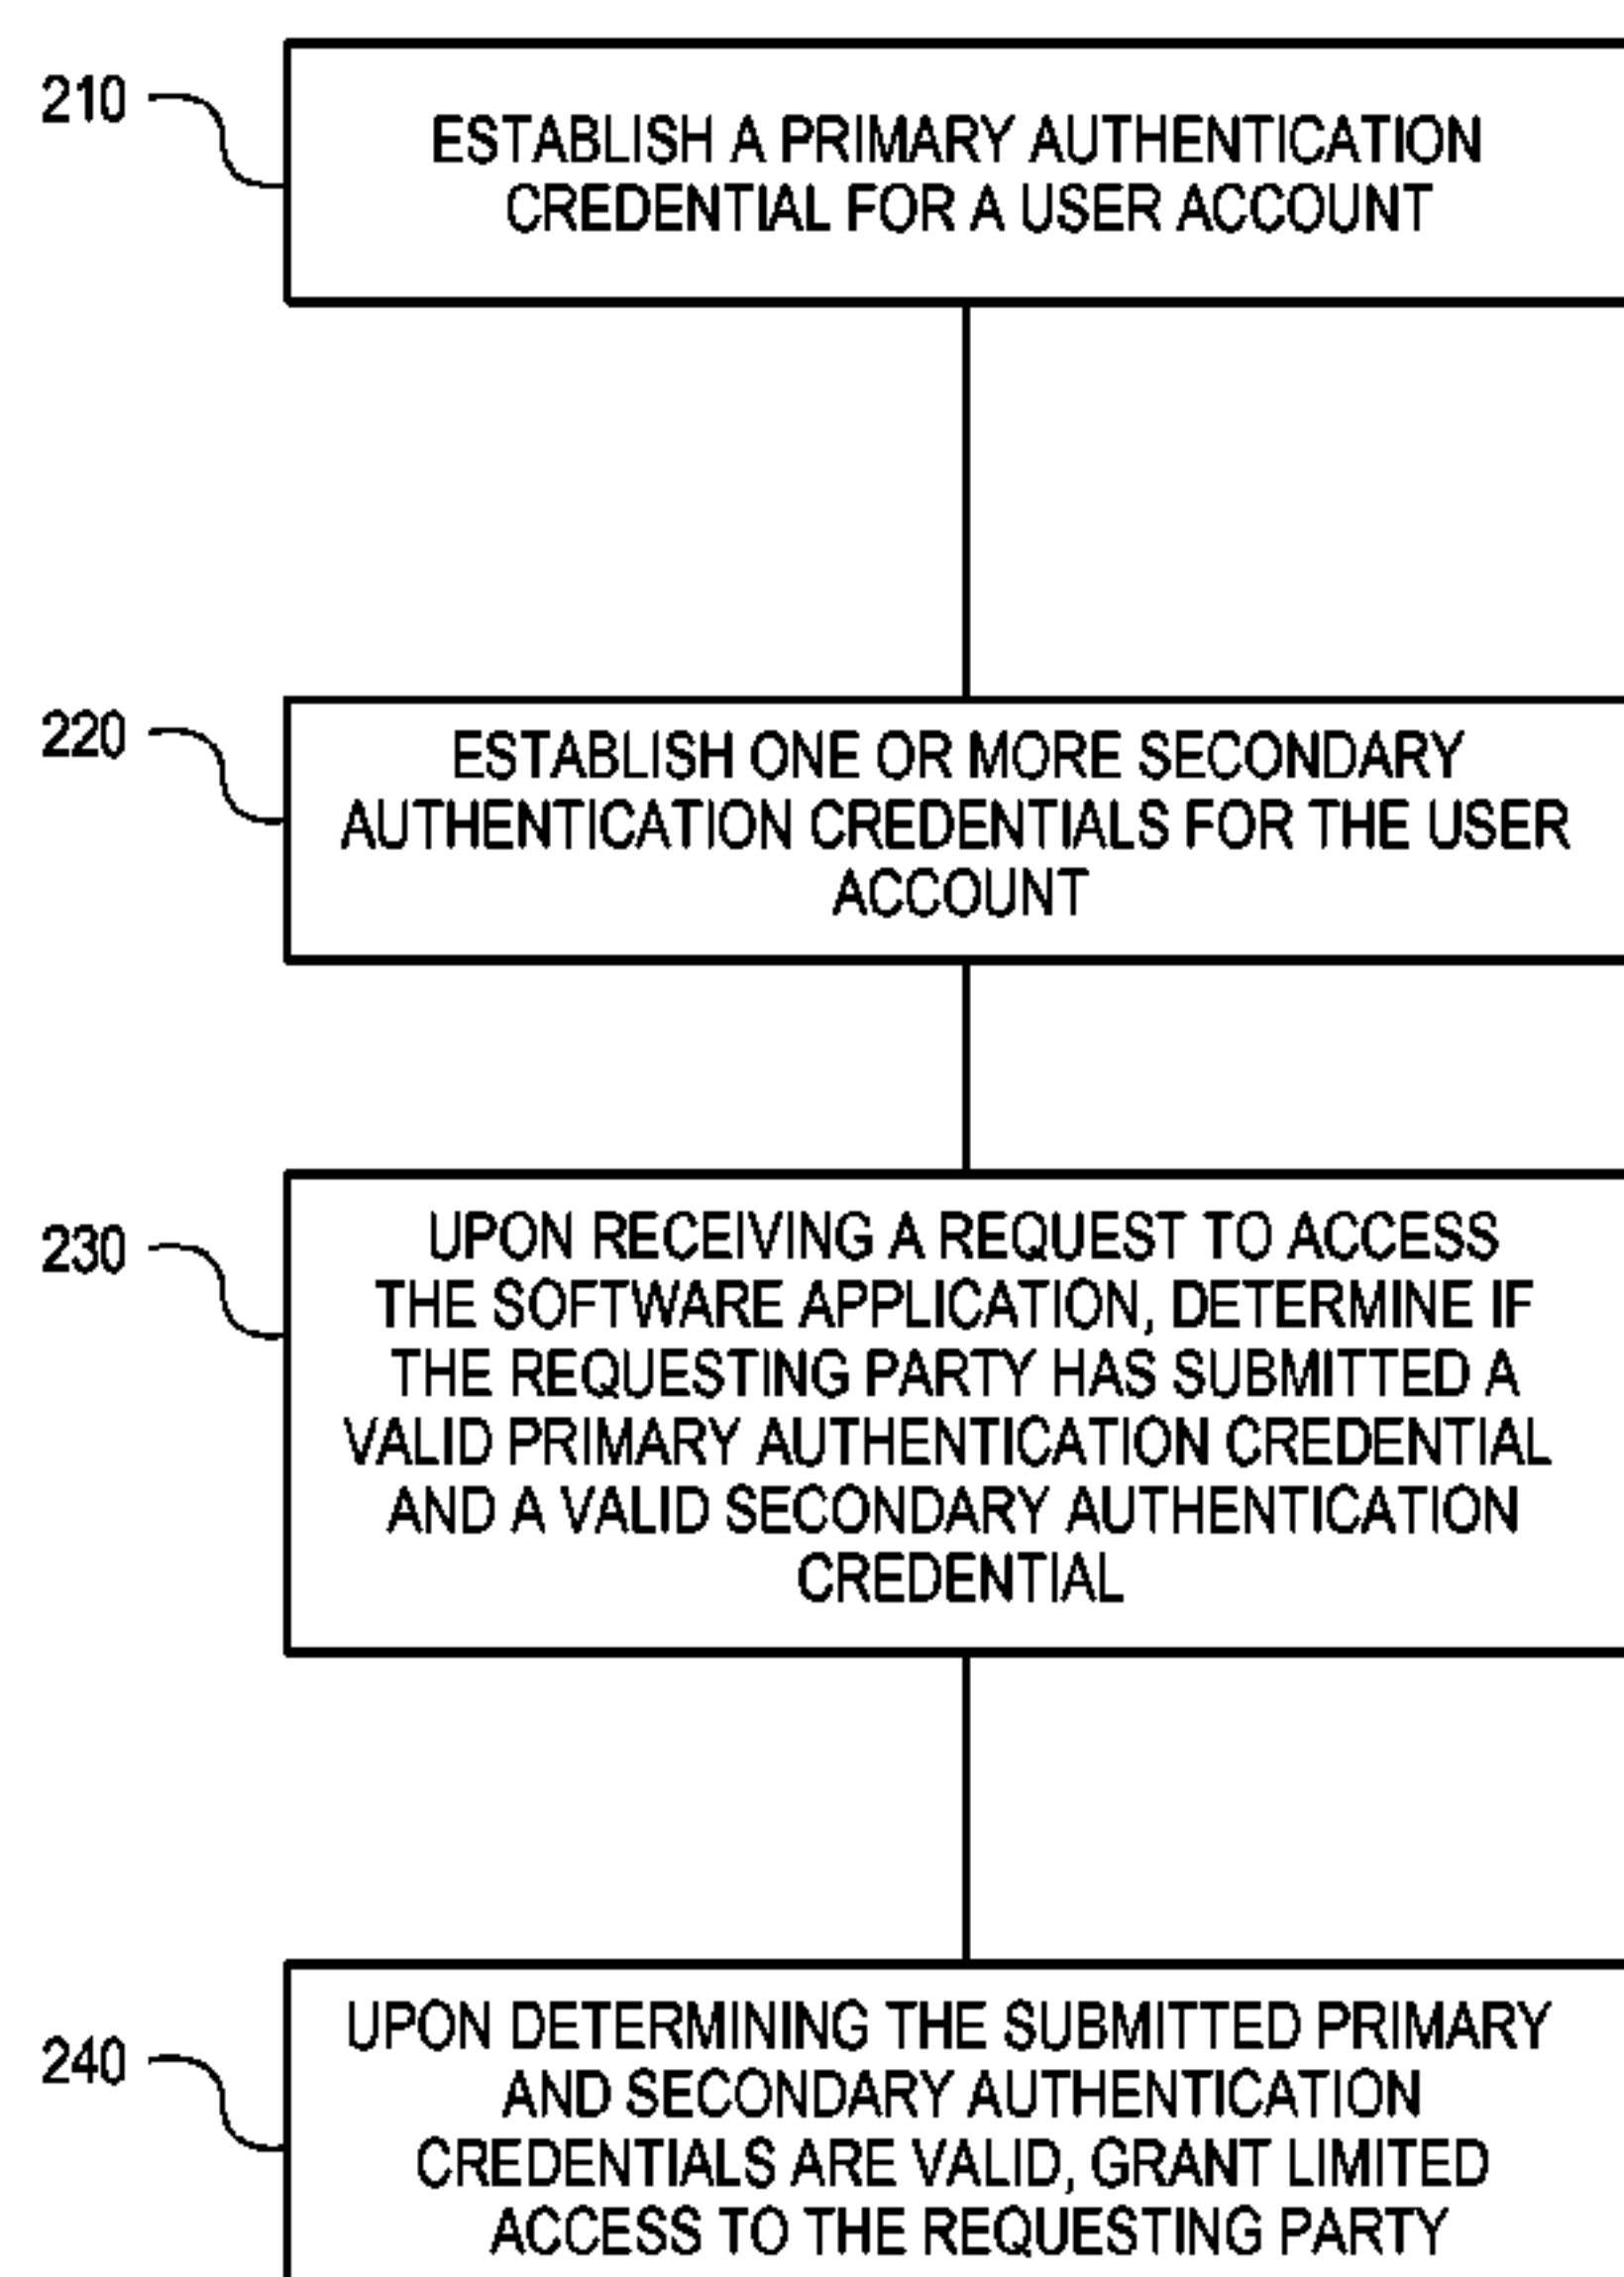 210
ESTABLISH A PRIMARY AUTHENTICATION
CREDENTIAL FOR A USER ACCOUNT
220
ESTABLISH ONE OR MORE SECONDARY
AUTHENTICATION CREDENTIALS FOR THE USER
ACCOUNT
230
UPON RECEIVING A REQUEST TO ACCESS
THE SOFTWARE APPLICATION, DETERMINE IF
THE REQUESTING PARTY HAS SUBMITTED A
VALID PRIMARY AUTHENTICATION CREDENTIAL
AND A VALID SECONDARY AUTHENTICATION
CREDENTIAL
240
UPON DETERMINING THE SUBMITTED PRIMARY
AND SECONDARY AUTHENTICATION
CREDENTIALS ARE VALID, GRANT LIMITED
ACCESS TO THE REQUESTING PARTY